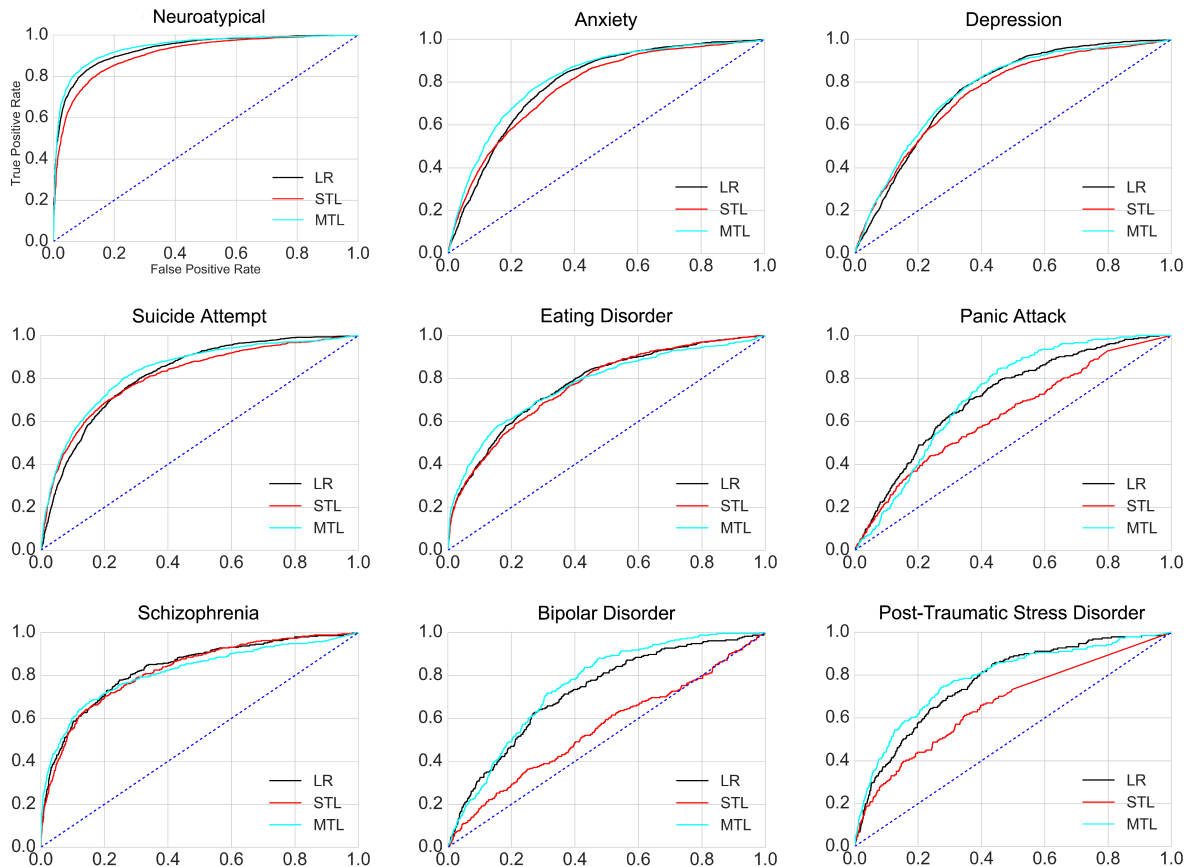 Neuroatypical
Anxiety
Depression
1.0
0.8
0.6
0.4
0.2
0.0
True Positive Rate
LR
STL
MTL
0.0 0.2 0.4 0.6 0.8 1.0
False Positive Rate
1.0
0.8
0.6
0.4
0.2
0.0
LR
STL
MTL
0.0 0.2 0.4 0.6 0.8 1.0
1.0
0.8
0.6
0.4
0.2
0.0
LR
STL
MTL
0.0 0.2 0.4 0.6 0.8 1.0
Suicide Attempt
Eating Disorder
Panic Attack
1.0
0.8
0.6
0.4
0.2
0.0
LR
STL
MTL
0.0 0.2 0.4 0.6 0.8 1.0
1.0
0.8
0.6
0.4
0.2
0.0
LR
STL
MTL
0.0 0.2 0.4 0.6 0.8 1.0
1.0
0.8
0.6
0.4
0.2
0.0
LR
STL
MTL
0.0 0.2 0.4 0.6 0.8 1.0
Schizophrenia
Bipolar Disorder
Post-Traumatic Stress Disorder
1.0
0.8
0.6
0.4
0.2
0.0
LR
STL
MTL
0.0 0.2 0.4 0.6 0.8 1.0
1.0
0.8
0.6
0.4
0.2
0.0
LR
STL
MTL
0.0 0.2 0.4 0.6 0.8 1.0
1.0
0.8
0.6
0.4
0.2
0.0
LR
STL
MTL
0.0 0.2 0.4 0.6 0.8 1.0